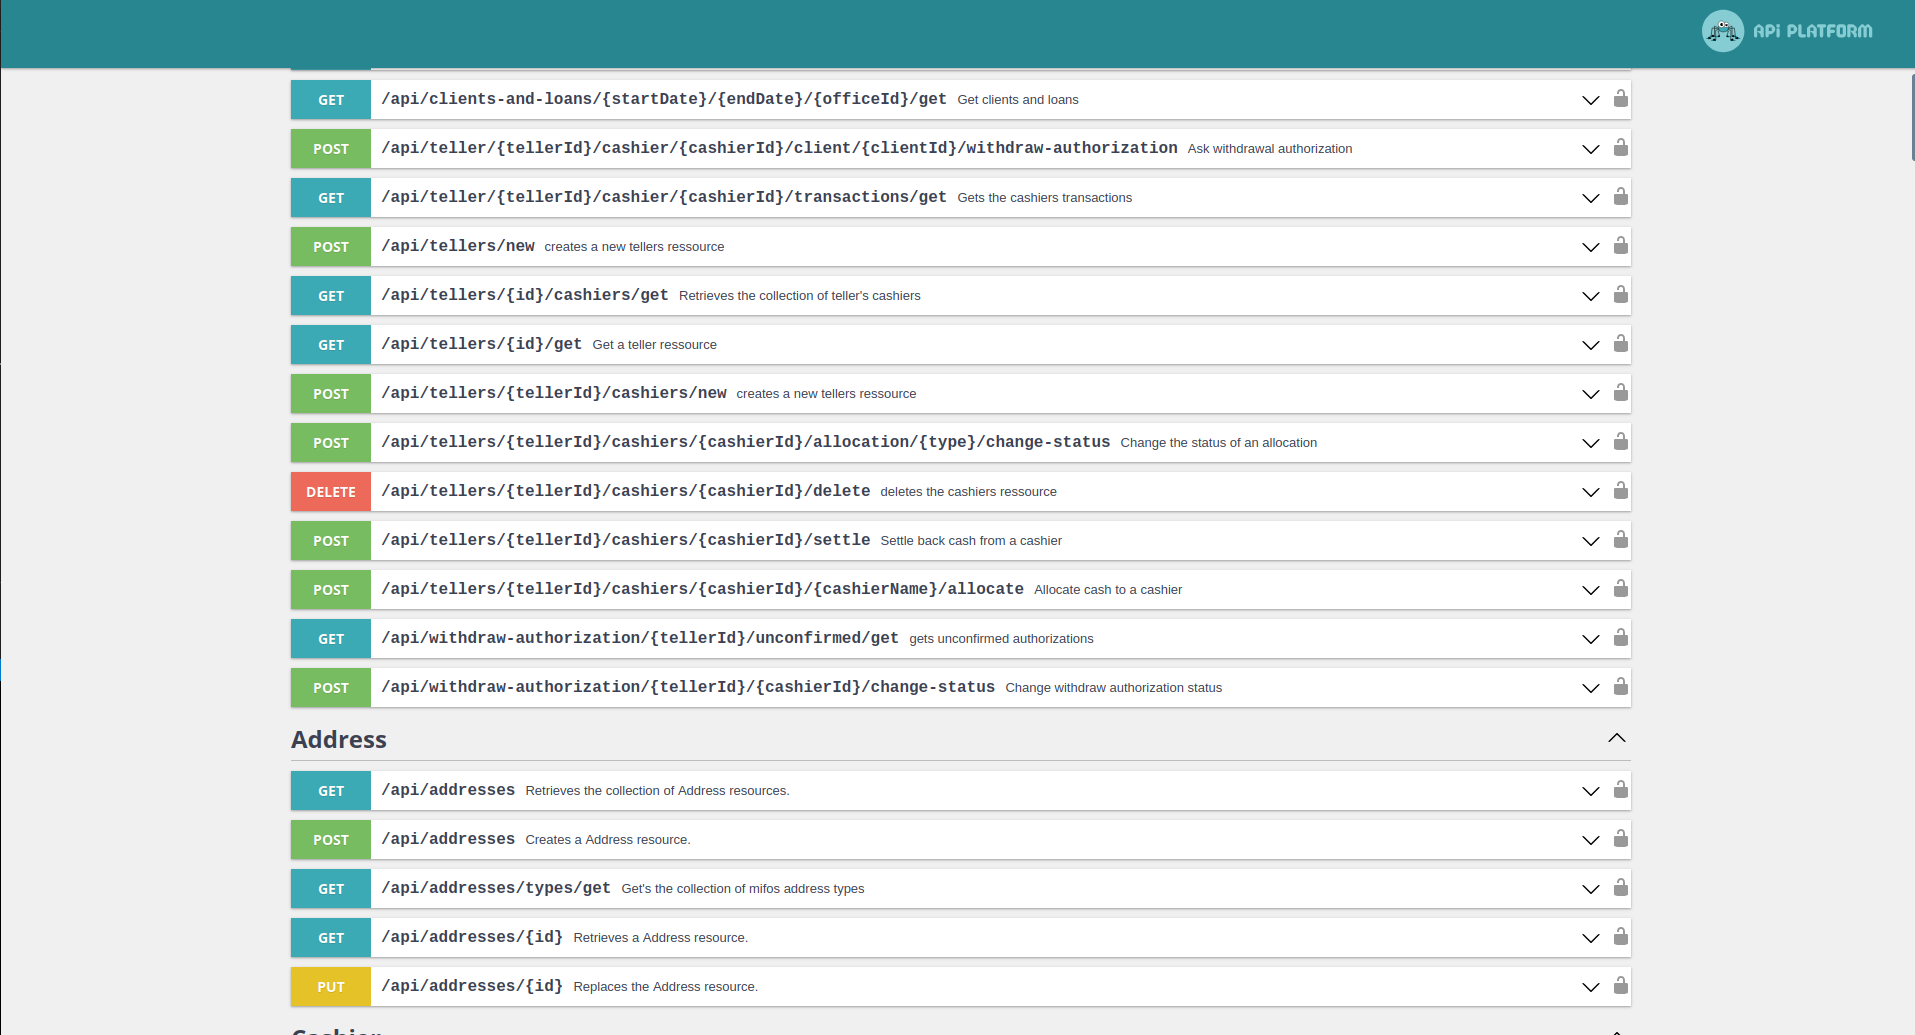 APi PLATFORM
GET /api/clients-and-loans/{startDate}/{endDate}/{officeId}/get Get clients and loans
POST /api/teller/{tellerId}/cashier/{cashierId}/client/{clientId}/withdraw-authorization Ask withdrawal authorization
GET /api/teller/{tellerId}/cashier/{cashierId}/transactions/get Gets the cashiers transactions
POST /api/tellers/new creates a new tellers ressource
GET /api/tellers/{id}/cashiers/get Retrieves the collection of teller's cashiers
GET /api/tellers/{id}/get Get a teller ressource
POST /api/tellers/{tellerId}/cashiers/new creates a new tellers ressource
POST /api/tellers/{tellerId}/cashiers/{cashierId}/allocation/{type}/change-status Change the status of an allocation
DELETE /api/tellers/{tellerId}/cashiers/{cashierId}/delete deletes the cashiers ressource
POST /api/tellers/{tellerId}/cashiers/{cashierId}/settle Settle back cash from a cashier
POST /api/tellers/{tellerId}/cashiers/{cashierId}/{cashierName}/allocate Allocate cash to a cashier
GET /api/withdraw-authorization/{tellerId}/unconfirmed/get gets unconfirmed authorizations
POST /api/withdraw-authorization/{tellerId}/{cashierId}/change-status Change withdraw authorization status
Address
GET /api/addresses Retrieves the collection of Address resources.
POST /api/addresses Creates a Address resource.
GET /api/addresses/types/get Get's the collection of mifos address types
GET /api/addresses/{id} Retrieves a Address resource.
PUT /api/addresses/{id} Replaces the Address resource.
Cashier